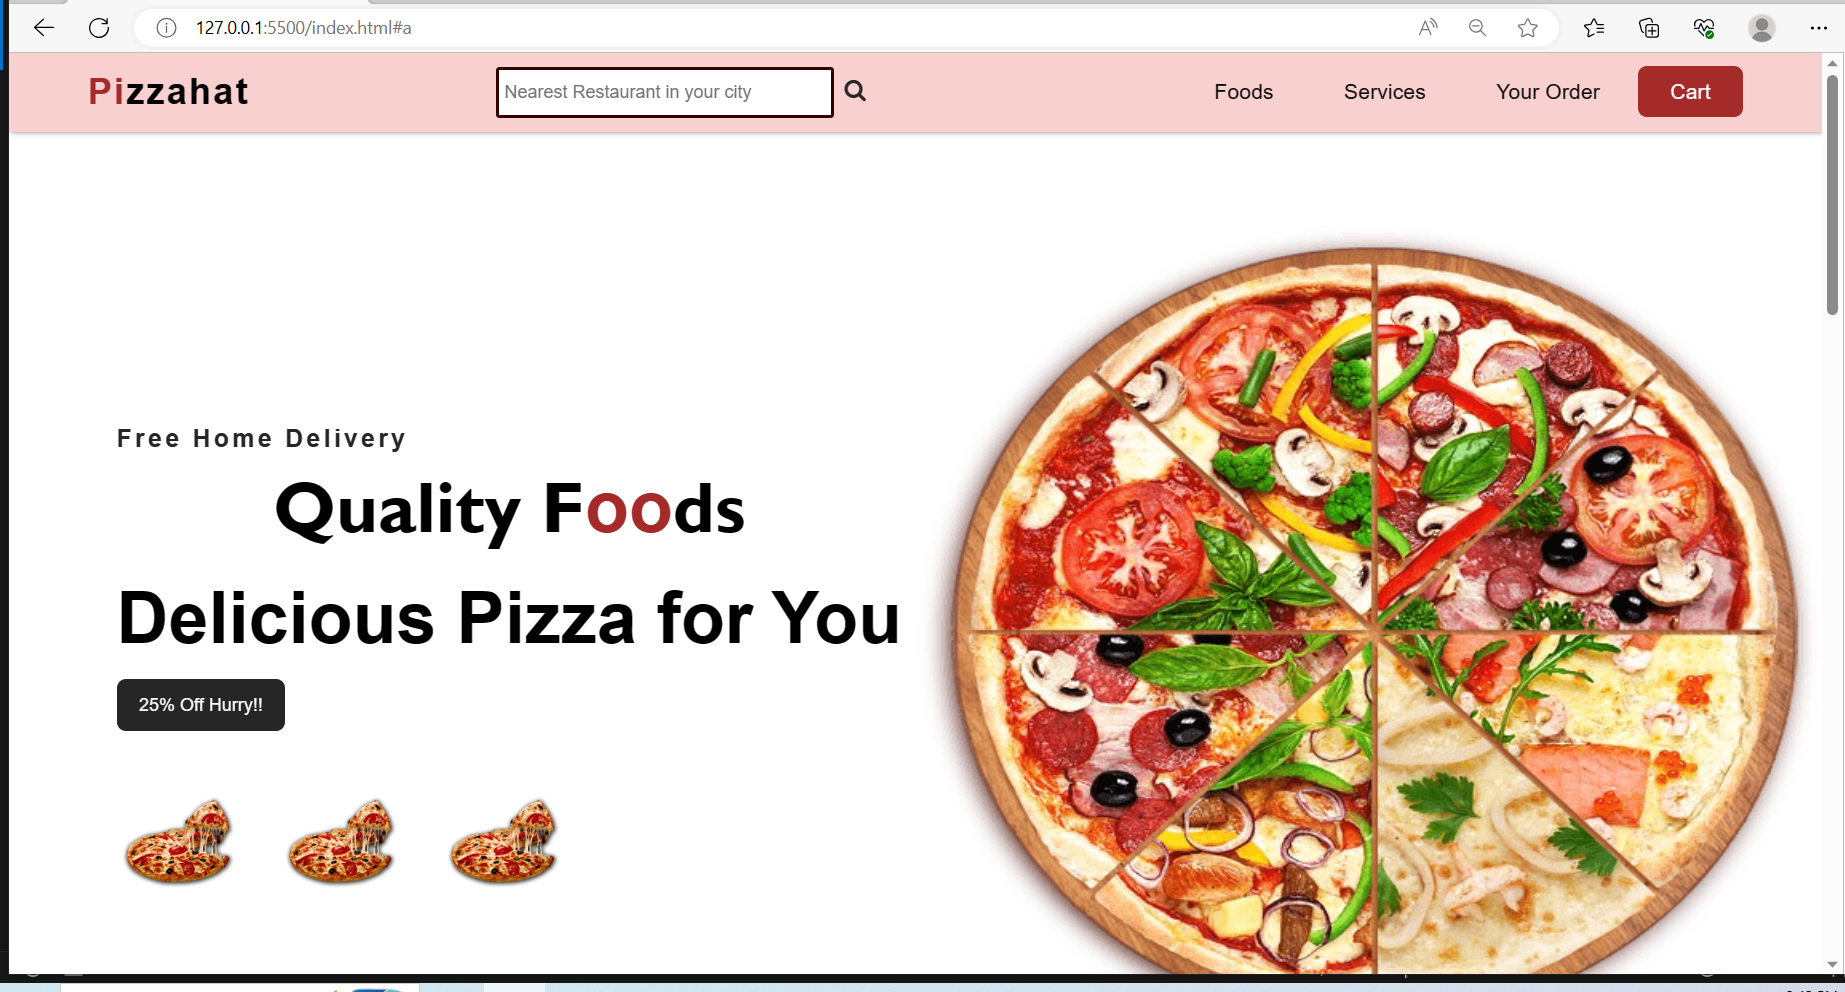 127.0.0.1:5500/index.html#a
Pizzahat
Nearest Restaurant in your city
Foods
Services
Your Order
Cart
Free Home Delivery
Quality Foods
Delicious Pizza for You
25% Off Hurry!!